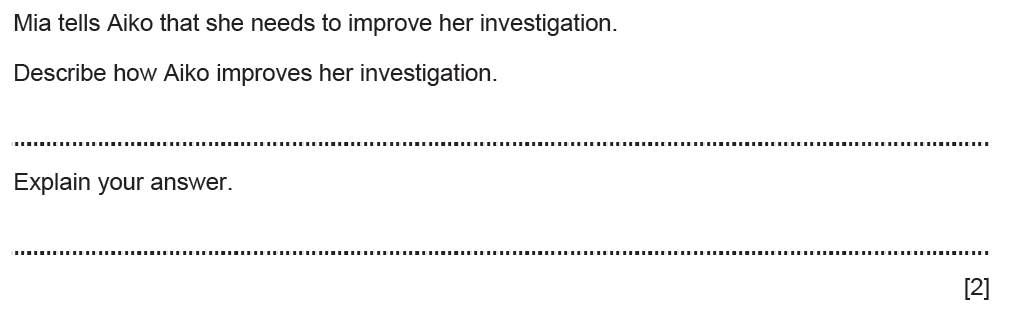 Mia tells Aiko that she needs to improve her investigation.
Describe how Aiko improves her investigation.
Explain your answer.
[2]